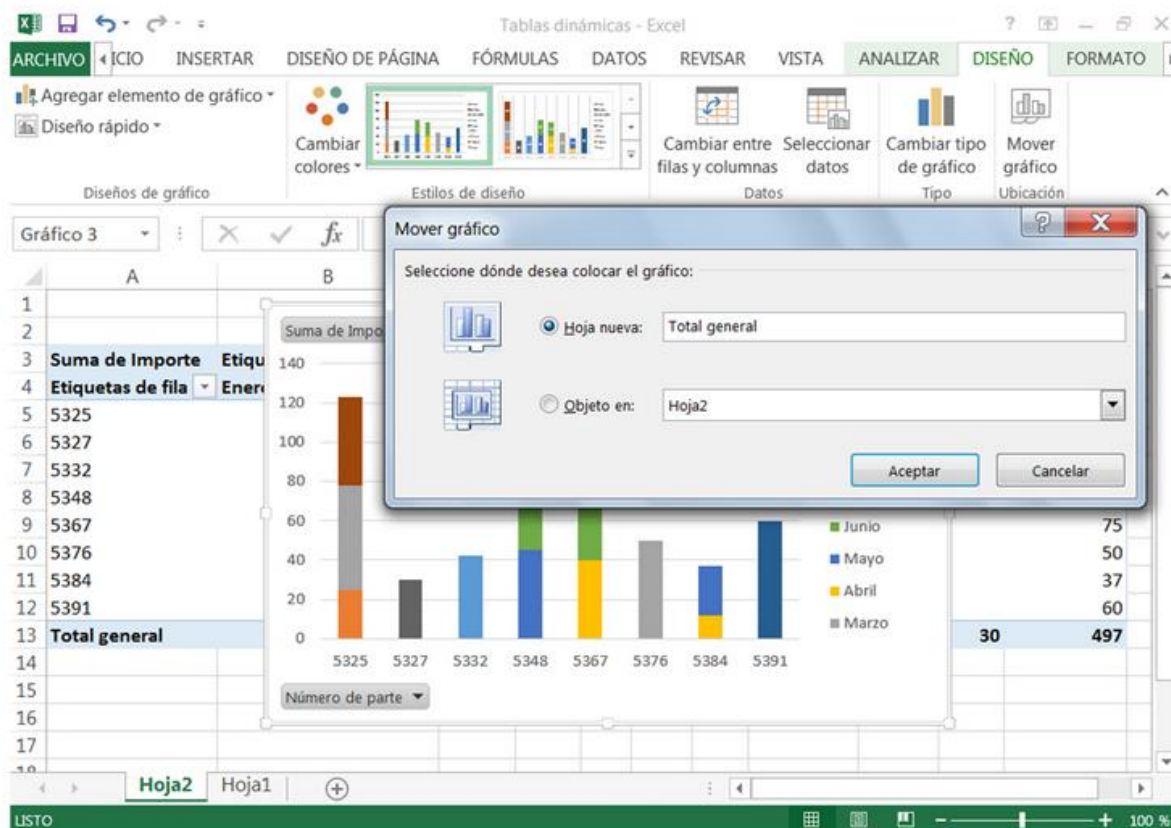 Tablas dinámicas - Excel
ARCHIVO ICIO INSERTAR DISEÑO DE PÁGINA FÓRMULAS DATOS REVISAR VISTA ANALIZAR DISEÑO FORMATO
Agregar elemento de gráfico
Diseño rápido
Cambiar colores
Cambiar entre filas y columnas
Seleccionar datos
Cambiar tipo de gráfico
Mover gráfico
Diseños de gráfico Estilos de diseño Datos Tipo Ubicación
Gráfico 3 fx
Mover gráfico
Seleccione dónde desea colocar el gráfico:
Hoja nueva: Total general
Objeto en: Hoja2
Aceptar Cancelar
A B
1
2
3 Suma de Importe Etiqu
4 Etiquetas de fila Ener
5 5325
6 5327
7 5332
8 5348
9 5367 75
10 5376 50
11 5384 37
12 5391 60
13 Total general 30 497
14
15
16
17
Suma de Impo
140
120
100
80
60
40
20
0
5325 5327 5332 5348 5367 5376 5384 5391
Junio
Mayo
Abril
Marzo
Número de parte
Hoja2 Hoja1
LISTO 100 %